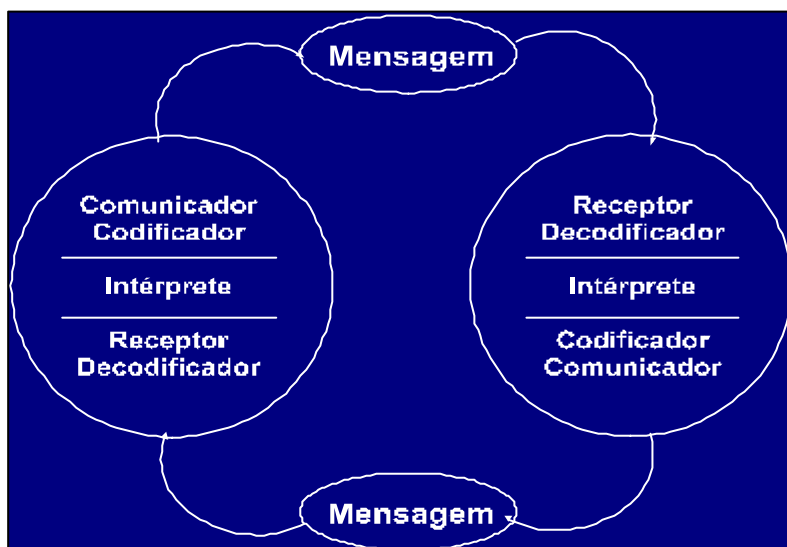 Mensagem
Comunicador
Codificador
Intérprete
Receptor
Decodificador
Receptor
Decodificador
Intérprete
Codificador
Comunicador
Mensagem